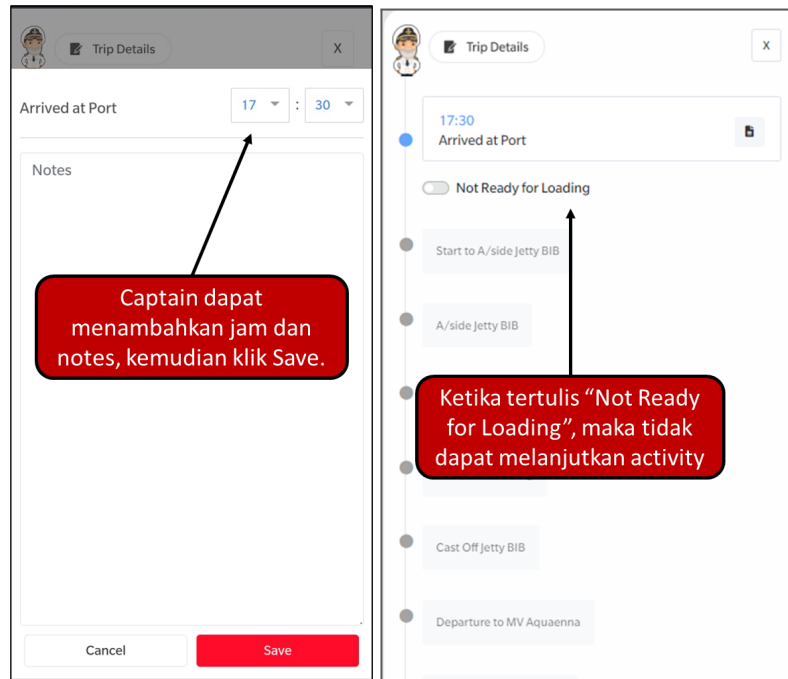 Trip Details
X
Arrived at Port
17 : 30
Notes
Captain dapat
menambahkan jam dan
notes, kemudian klik Save.
Cancel
Save
Trip Details
X
17:30
Arrived at Port
Not Ready for Loading
Start to A/side Jetty BIB
A/side Jetty BIB
Ketika tertulis “Not Ready
for Loading”, maka tidak
dapat melanjutkan activity
Cast Off Jetty BIB
Departure to MV Aquaenna